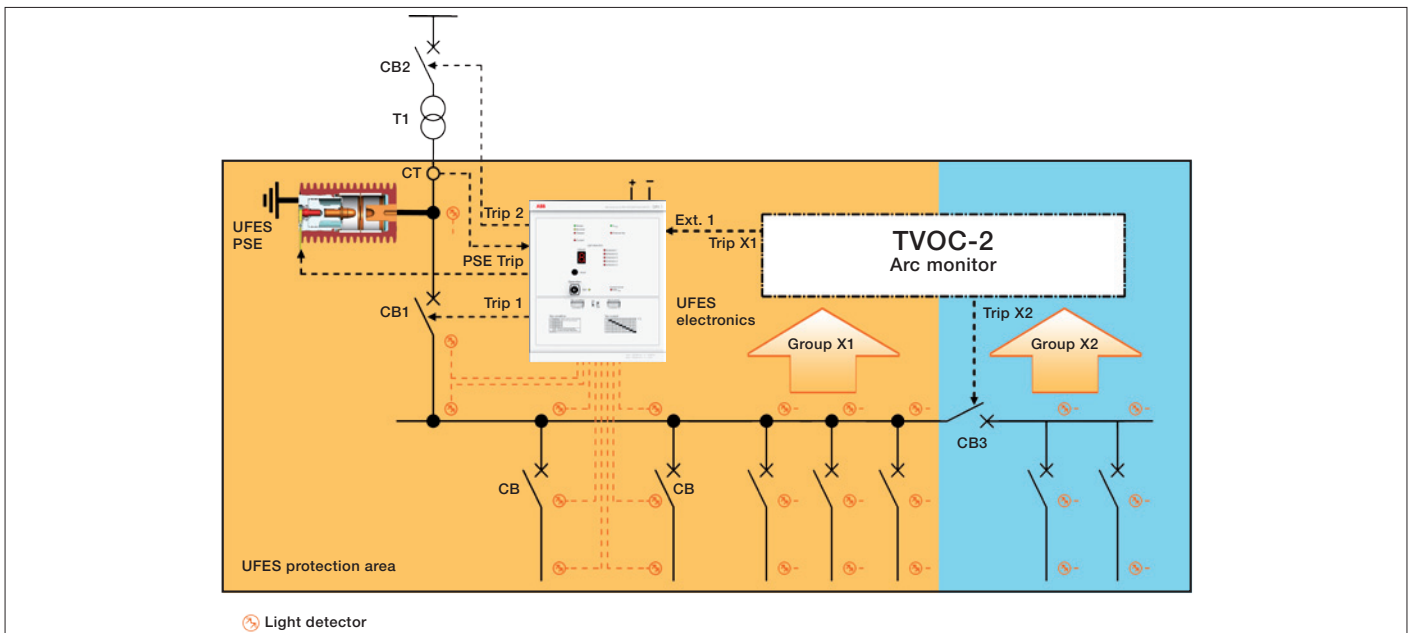 CB2
T1
CT
UFES
PSE
Trip 2
PSE Trip
Trip 1
CB1
+ −
ABB
UFES
electronics
Ext. 1
Trip X1
TVOC-2
Arc monitor
Trip X2
Group X1
Group X2
CB3
CB
CB
UFES protection area
Light detector